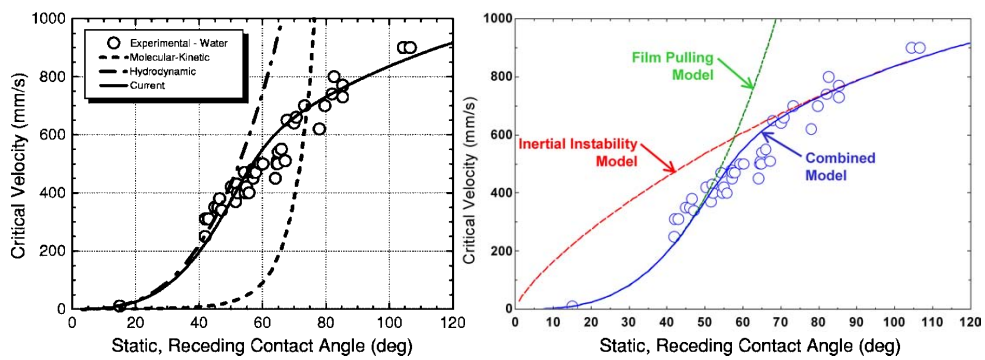 1000
800
600
400
200
0
Critical Velocity (mm/s)
Experimental - Water
Molecular-Kinetic
Hydrodynamic
Current
0 20 40 60 80 100 120
Static, Receding Contact Angle (deg)
1000
800
600
400
200
0
Critical Velocity (mm/s)
Film Pulling
Model
Inertial Instability
Model
Combined
Model
0 10 20 30 40 50 60 70 80 90 100 110 120
Static, Receding Contact Angle (deg)